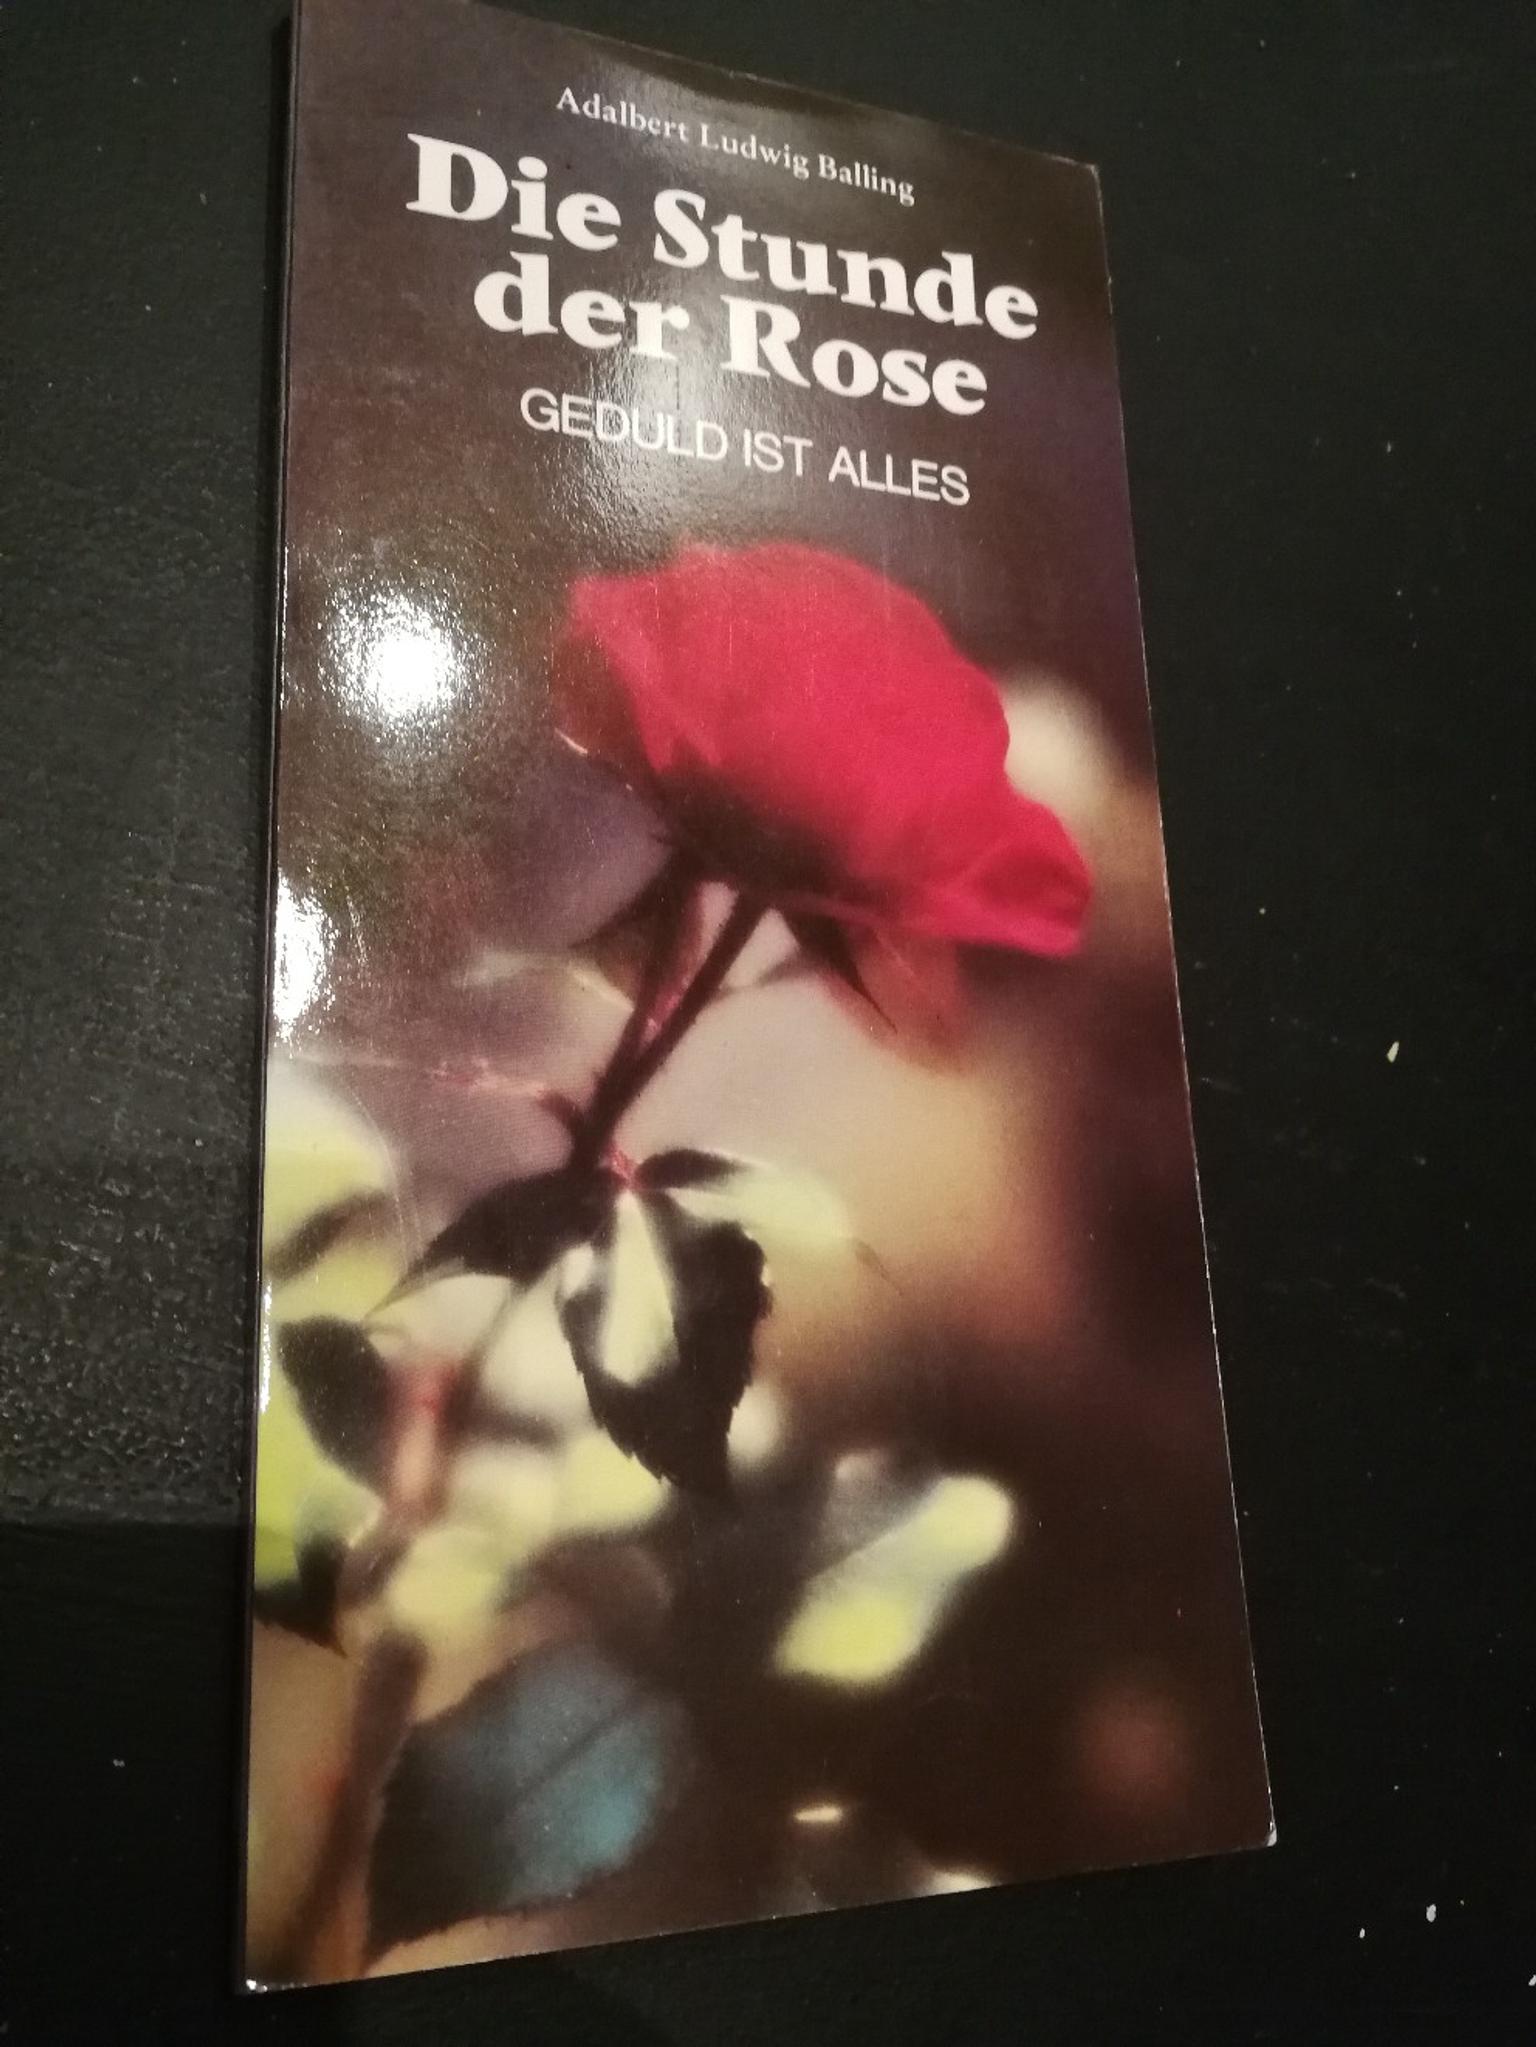 Adalbert Ludwig Balling
Die Stunde
der Rose
GEDULD IST ALLES